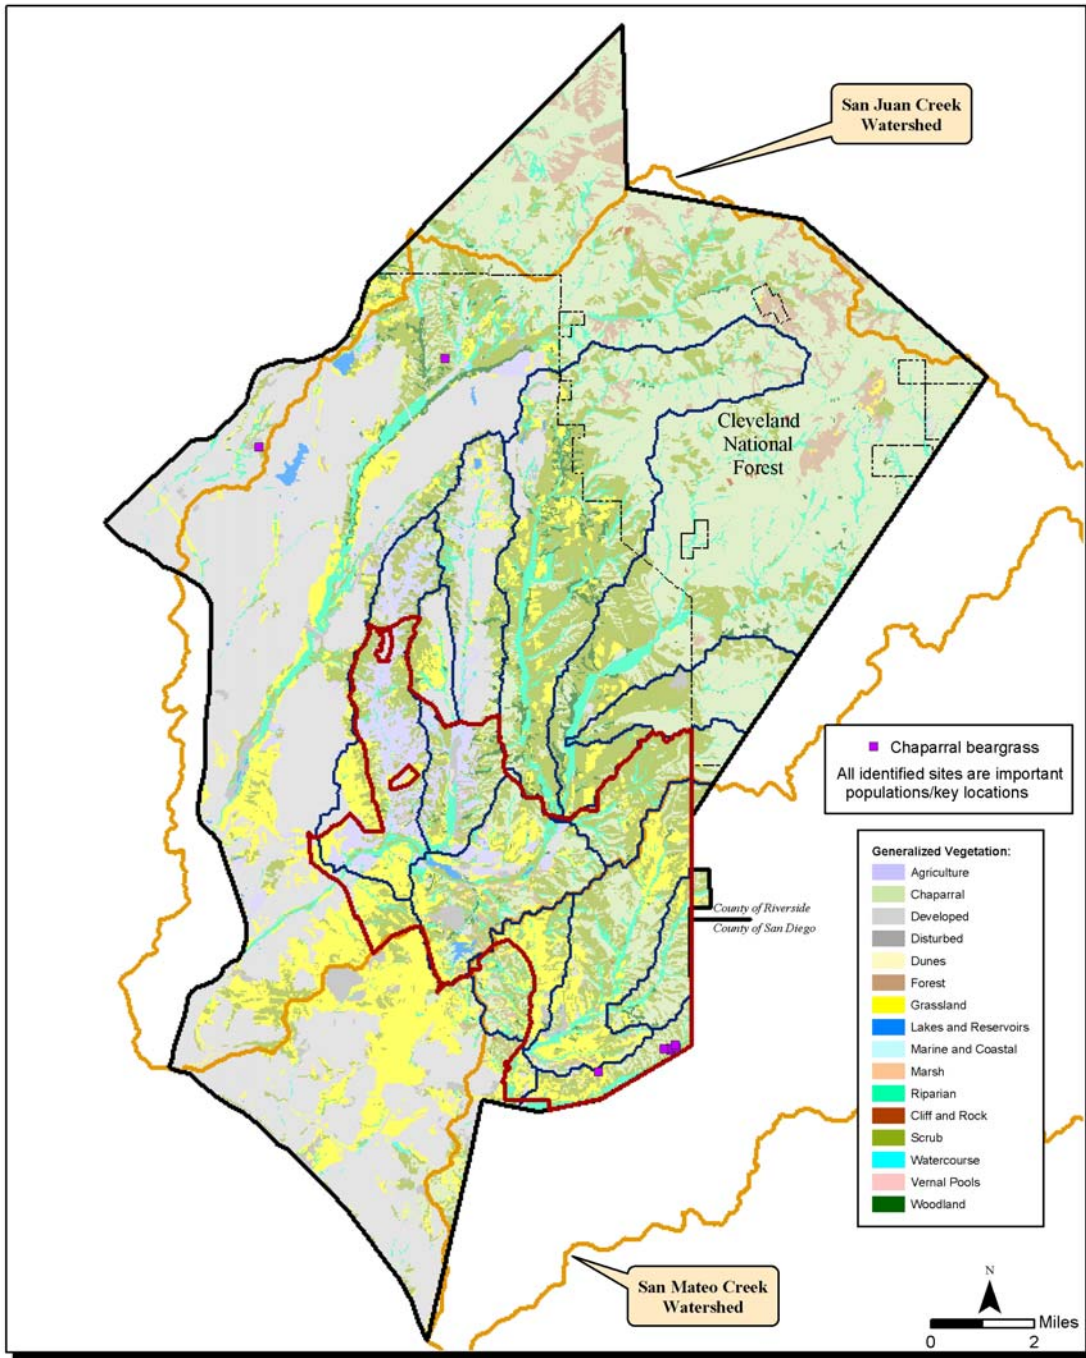 San Juan Creek
Watershed
Cleveland
National
Forest
Chaparral beargrass
All identified sites are important
populations/key locations
Generalized Vegetation:
Agriculture
Chaparral
Developed
Disturbed
Dunes
Forest
Grassland
Lakes and Reservoirs
Marine and Coastal
Marsh
Riparian
Cliff and Rock
Scrub
Watercourse
Vernal Pools
Woodland
County of Riverside
County of San Diego
San Mateo Creek
Watershed
N
Miles
0
2